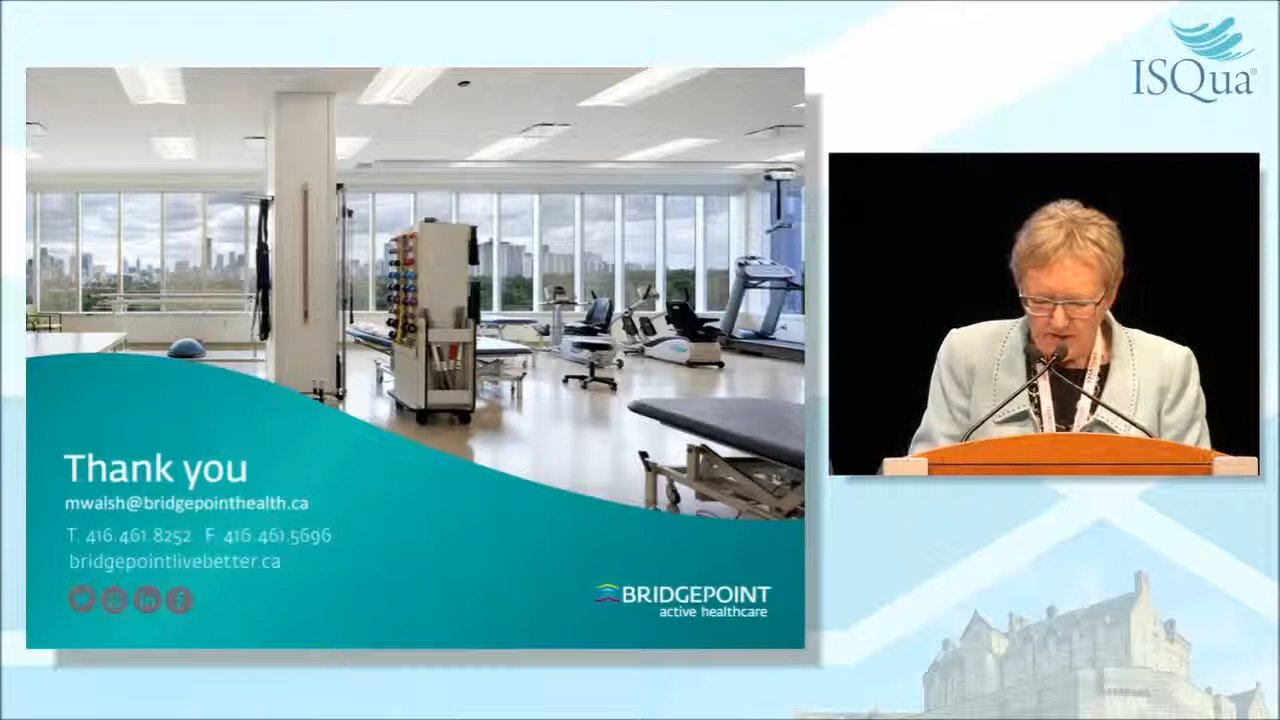 ISQua®
Thank you
mwalsh@bridgepointhealth.ca
T. 416.461.8252 F 416.461.5696
bridgepointlivebetter.ca
BRIDGEPOINT
active healthcare